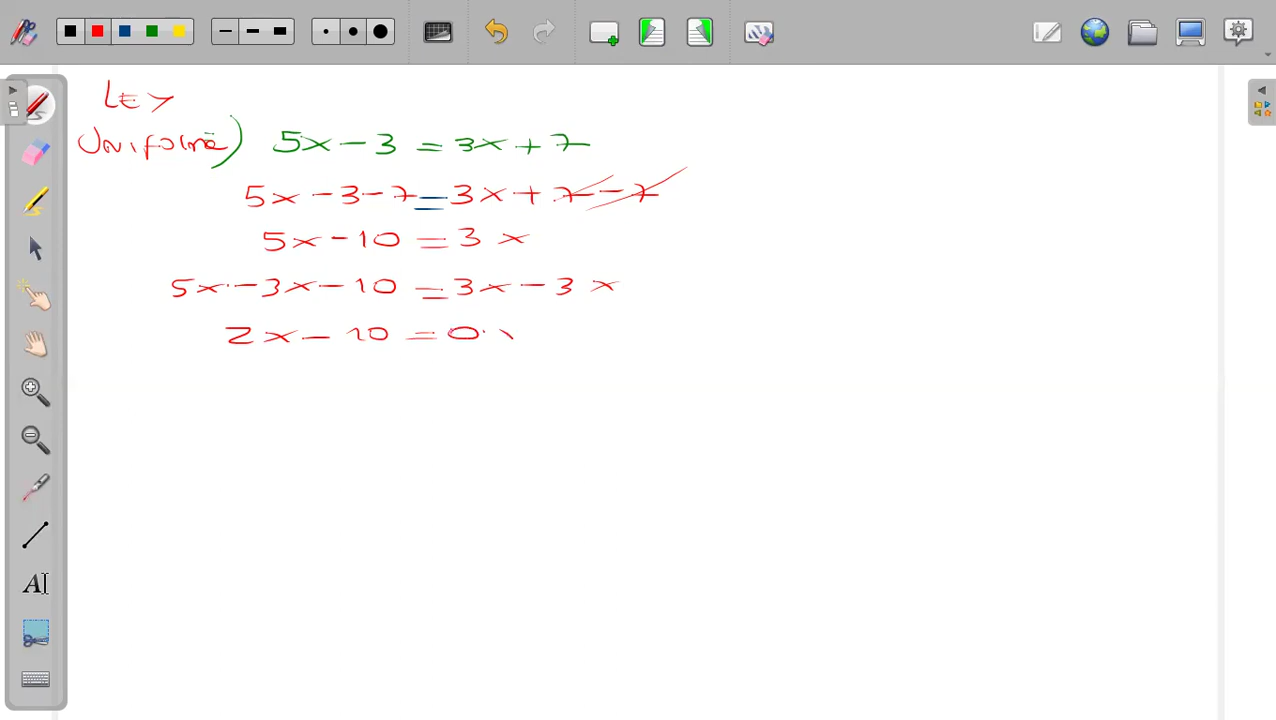 LEY
Uniforme) 5x - 3 = 3x + 7
5x - 3 - 7 = 3x + 7 - 7
5x - 10 = 3x
5x - 3x - 10 = 3x - 3x
2x - 10 = 0